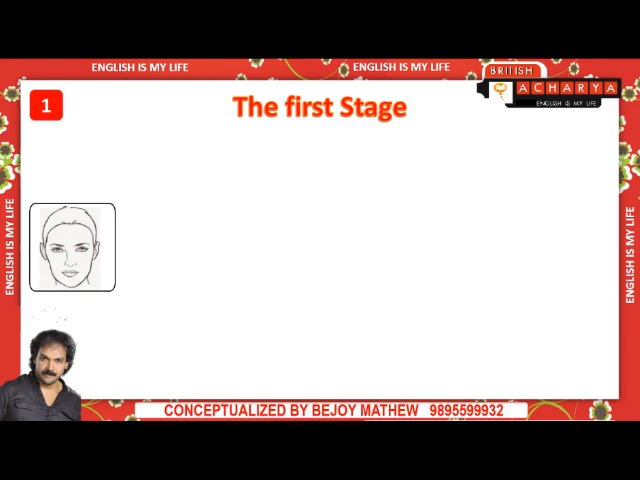 ENGLISH IS MY LIFE
ENGLISH IS MY LIFE
BRITISH
ACHARYA
ENGLISH IS MY LIFE
1
The first Stage
ENGLISH IS MY LIFE
ENGLISH IS MY LIFE
CONCEPTUALIZED BY BEJOY MATHEW 9895599932